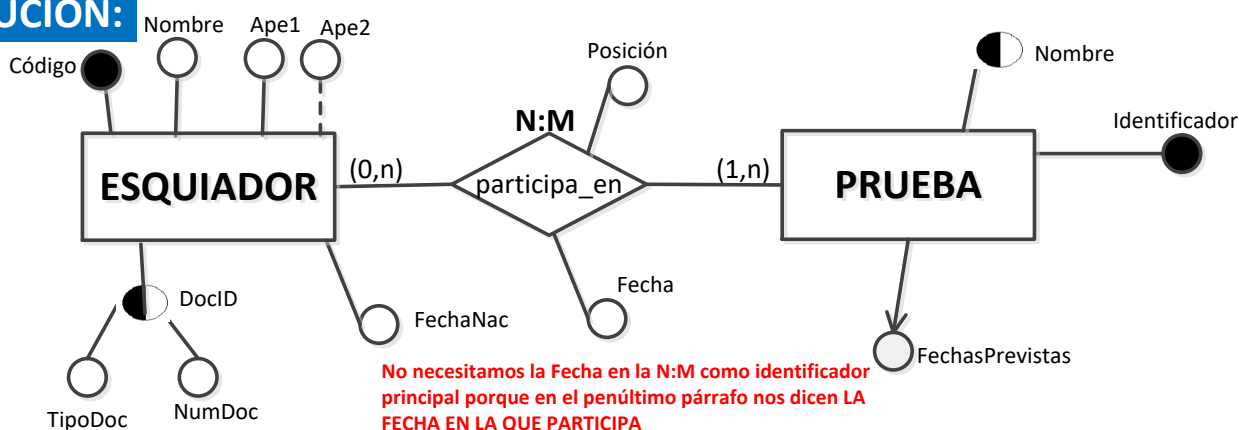 UCIÓN:
Nombre
Ape1
Ape2
Código
Posición
Nombre
Identificador
N:M
ESQUIADOR
(0,n)
participa_en
(1,n)
PRUEBA
DocID
FechaNac
Fecha
FechasPrevistas
TipoDoc
NumDoc
No necesitamos la Fecha en la N:M como identificador
principal porque en el penúltimo párrafo nos dicen LA
FECHA EN LA QUE PARTICIPA